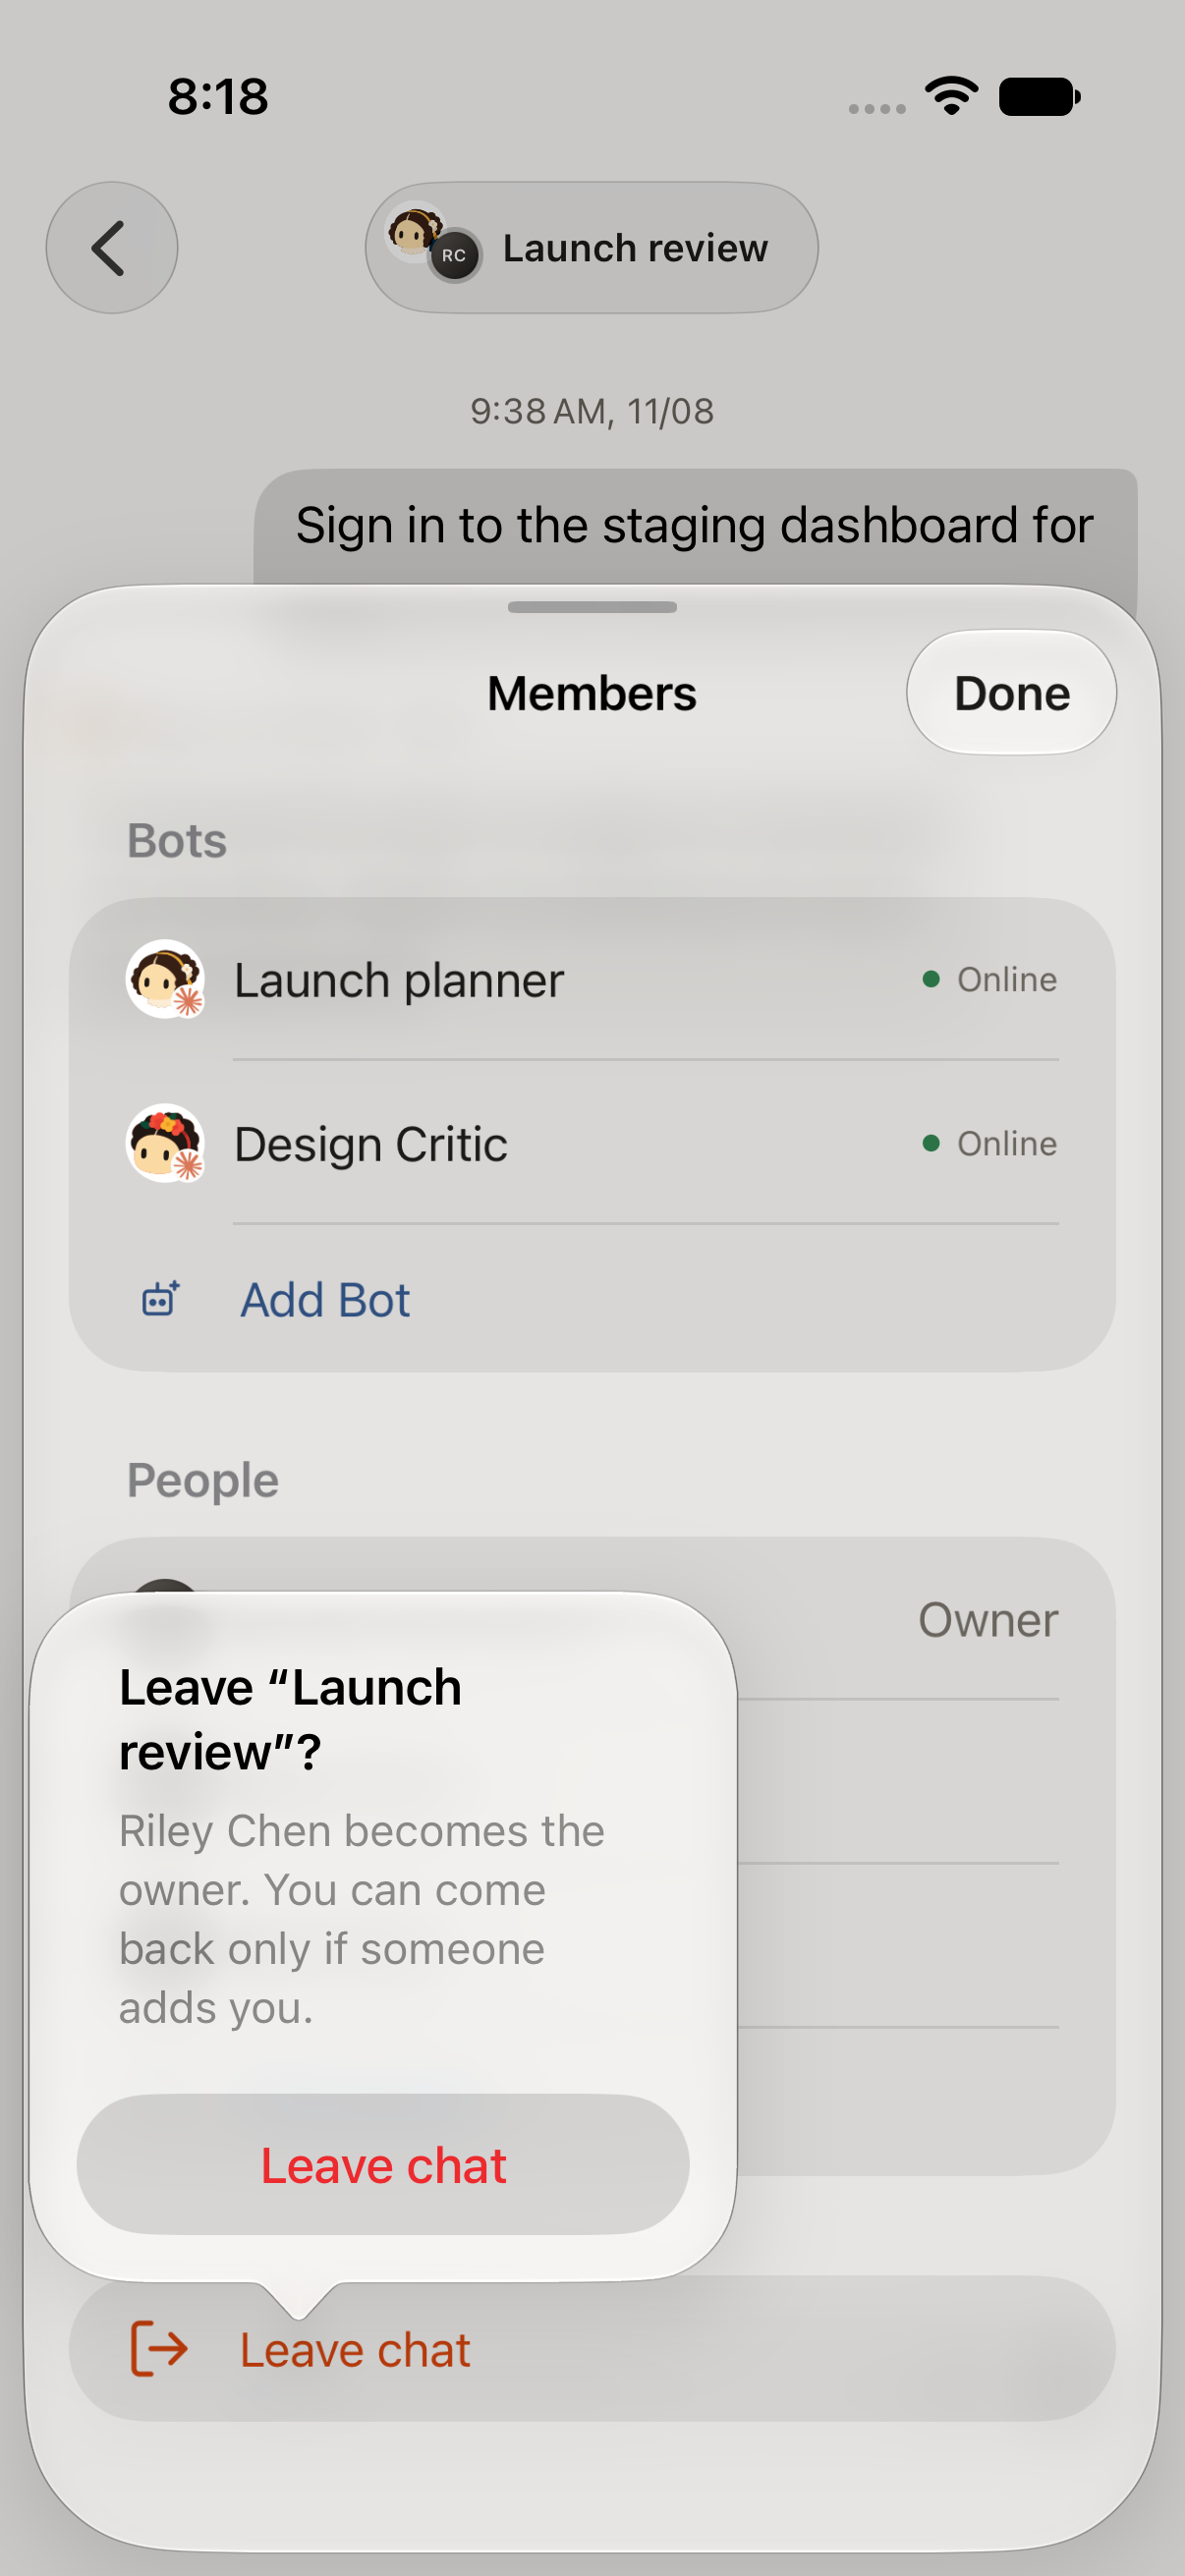 8:18
RC
Launch review
9:38 AM, 11/08
Sign in to the staging dashboard for
Members
Done
Bots
Launch planner
Online
Design Critic
Online
Add Bot
People
Owner
Leave “Launch
review”?
Riley Chen becomes the
owner. You can come
back only if someone
adds you.
Leave chat
Leave chat